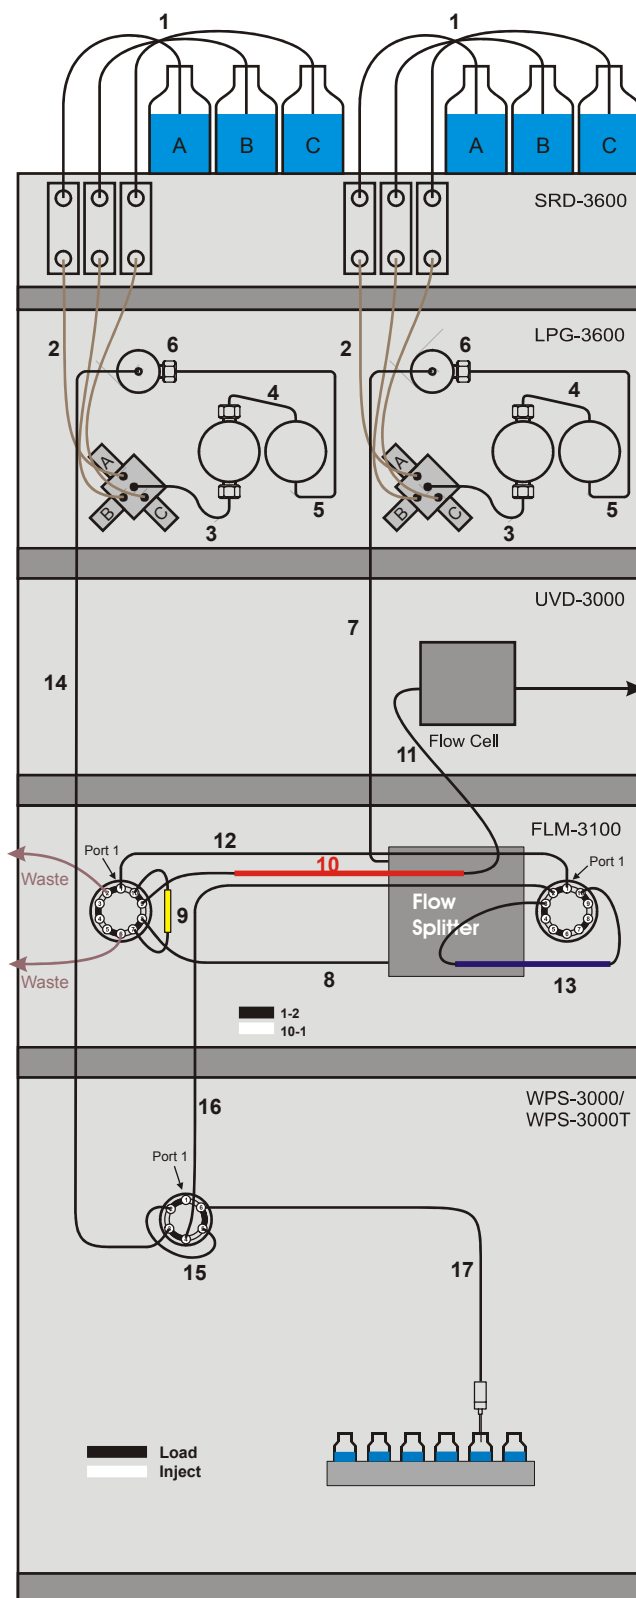 1
1
A
B
C
A
B
C
SRD-3600
LPG-3600
2
6
4
A
B
C
3
5
2
6
4
A
B
C
3
5
UVD-3000
7
14
Flow Cell
11
FLM-3100
12
Port 1
Port 1
Waste
10
9
Flow
Splitter
Waste
8
13
1-2
10-1
WPS-3000/
WPS-3000T
16
Port 1
15
17
Load
Inject